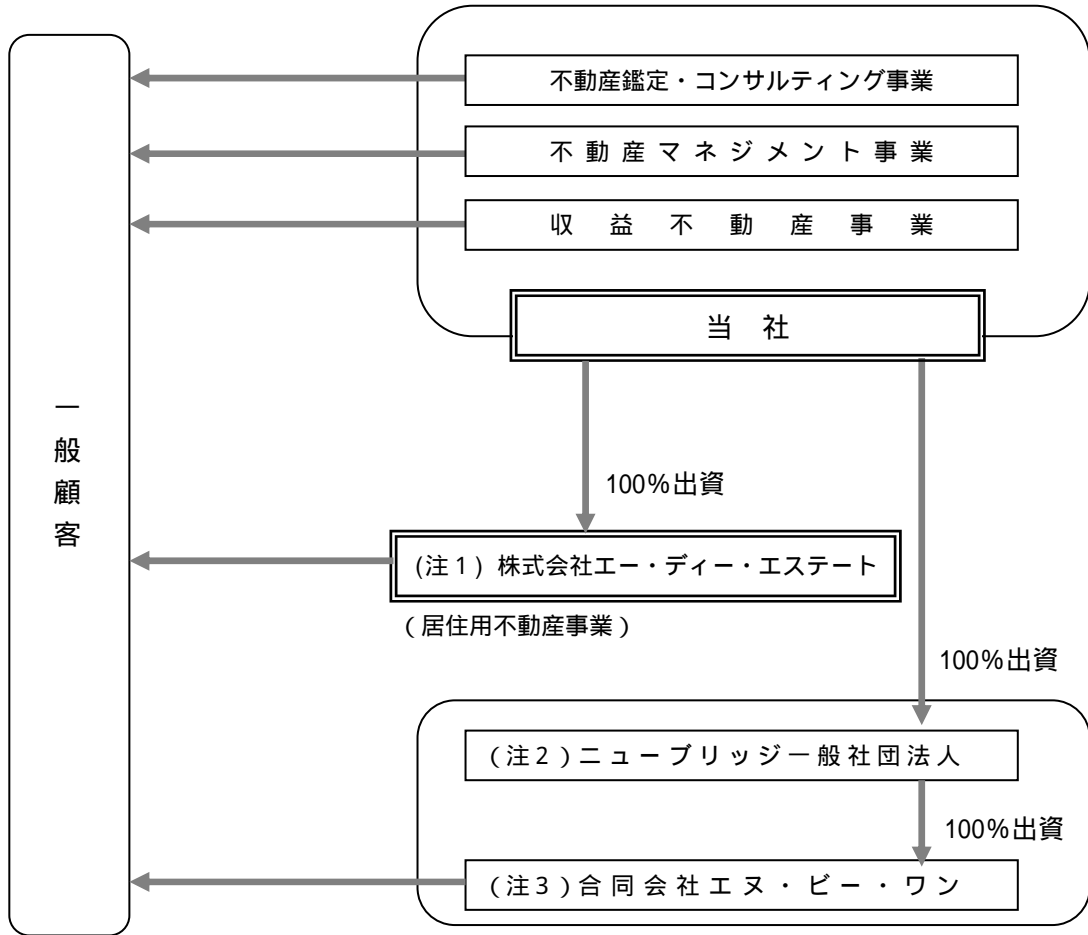 不動産鑑定・コンサルティング事業
不動産マネジメント事業
収益不動産事業
当社
一般顧客
100%出資
(注1) 株式会社エー・ディー・エステート
(居住用不動産事業)
100%出資
(注2)ニューブリッジ一般社団法人
100%出資
(注3)合同会社エヌ・ビー・ワン